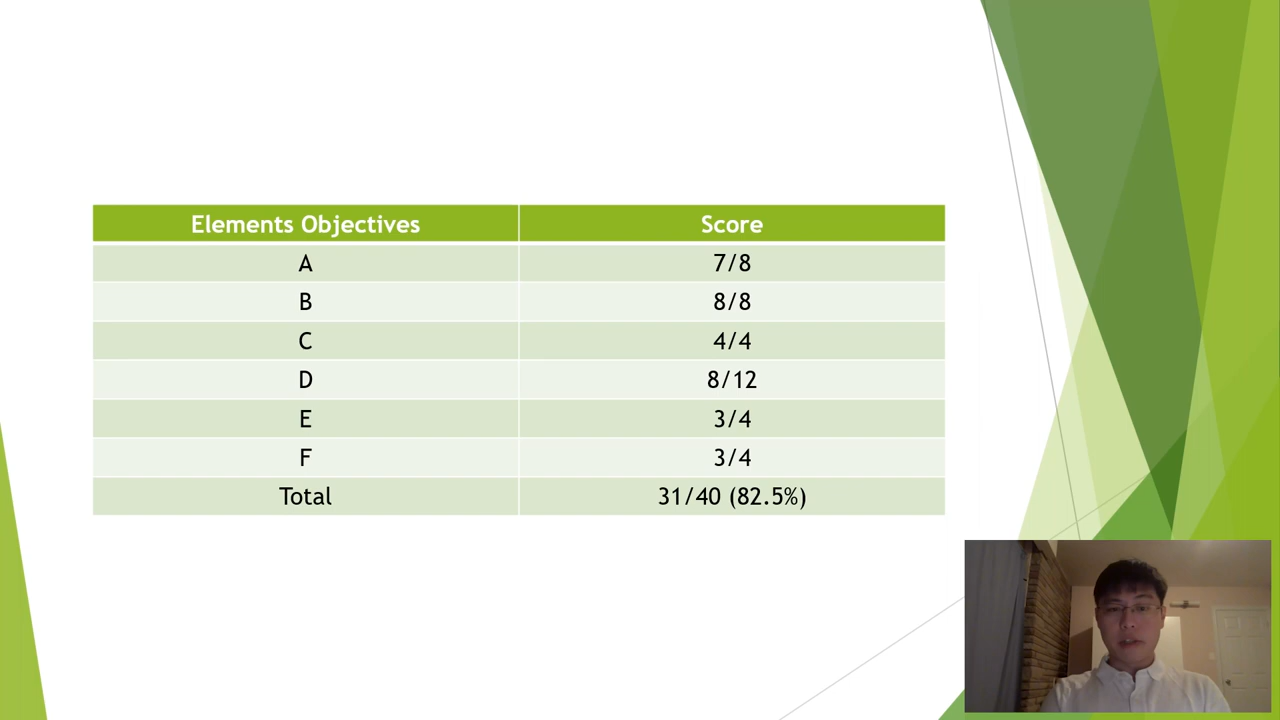 Elements Objectives Score
A 7/8
B 8/8
C 4/4
D 8/12
E 3/4
F 3/4
Total 31/40 (82.5%)